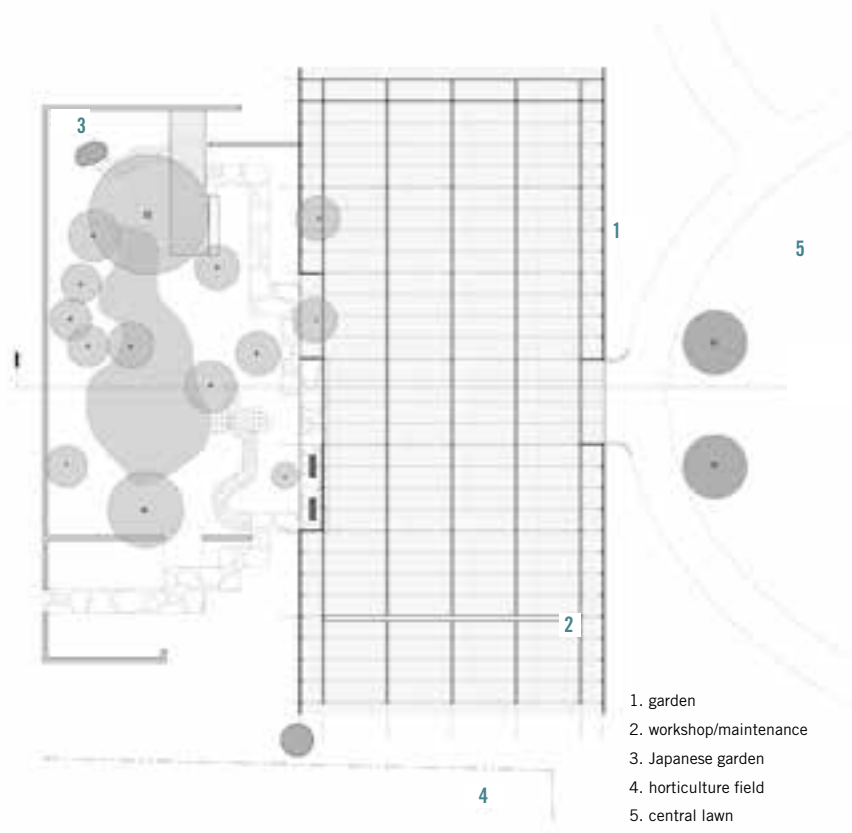 3
1
5
2
1. garden
2. workshop/maintenance
3. Japanese garden
4. horticulture field
5. central lawn
4